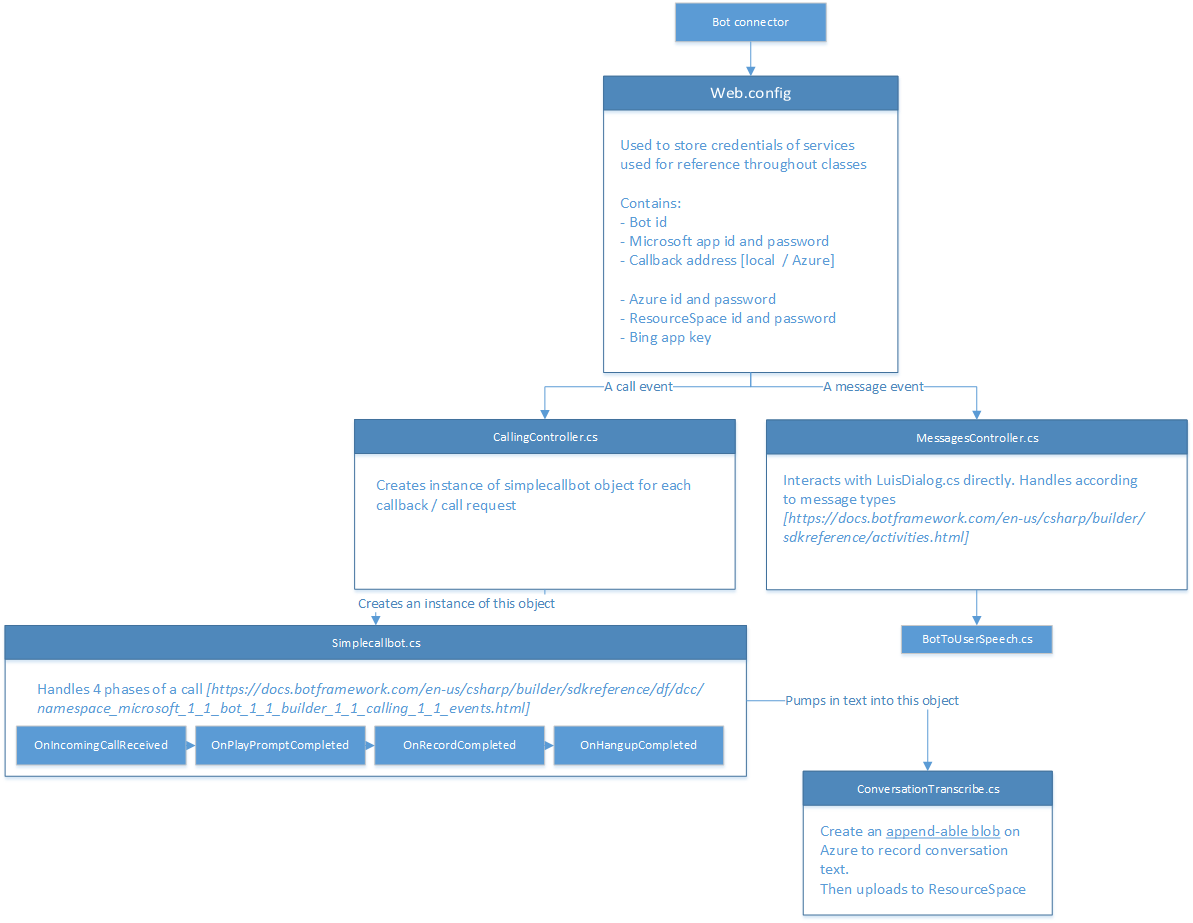 Bot connector
Web.config
Used to store credentials of services
used for reference throughout classes
Contains:
- Bot id
- Microsoft app id and password
- Callback address [local / Azure]
- Azure id and password
- ResourceSpace id and password
- Bing app key
A call event
A message event
CallingController.cs
Creates instance of simplecallbot object for each
callback / call request
MessagesController.cs
Interacts with LuisDialog.cs directly. Handles according
to message types
[https://docs.botframework.com/en-us/csharp/builder/
sdkreference/activities.html]
Creates an instance of this object
BotToUserSpeech.cs
Simplecallbot.cs
Handles 4 phases of a call [https://docs.botframework.com/en-us/csharp/builder/sdkreference/df/dcc/
namespace_microsoft_1_1_bot_1_1_builder_1_1_calling_1_1_events.html]
OnIncomingCallReceived
OnPlayPromptCompleted
OnRecordCompleted
OnHangupCompleted
Pumps in text into this object
ConversationTranscribe.cs
Create an append-able blob on
Azure to record conversation
text.
Then uploads to ResourceSpace